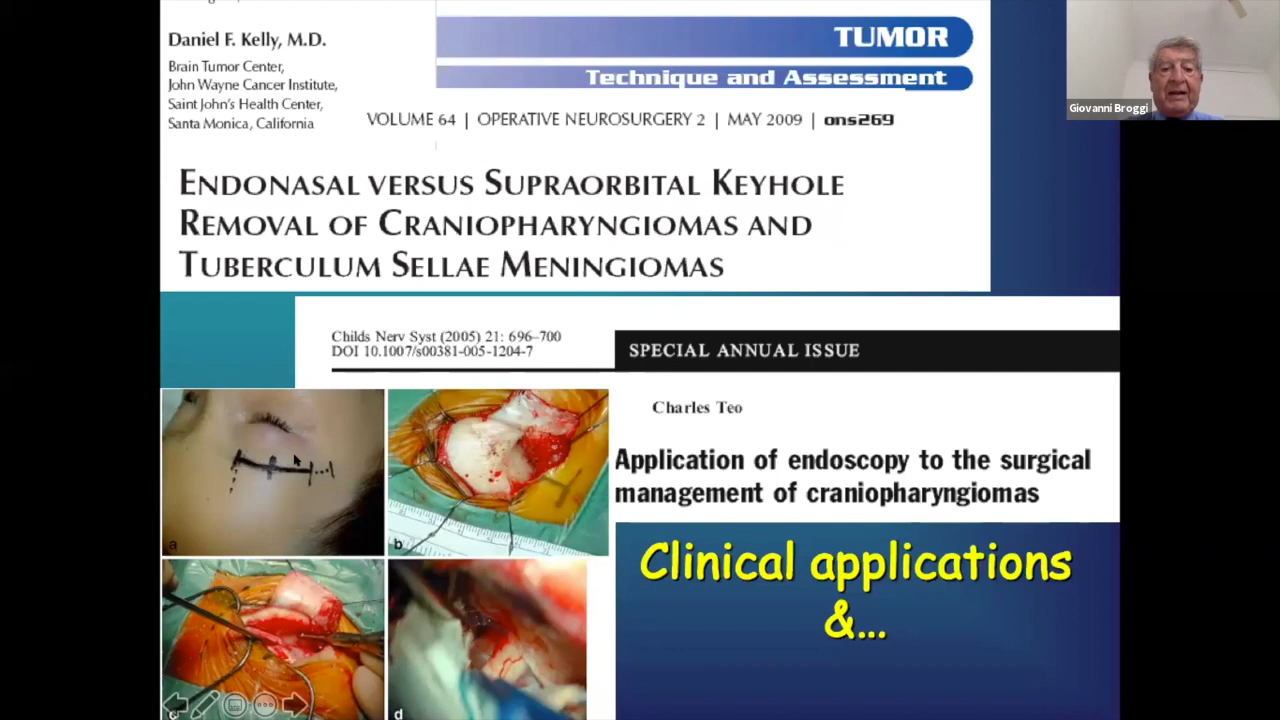 Daniel F. Kelly, M.D.
Brain Tumor Center,
John Wayne Cancer Institute,
Saint John's Health Center,
Santa Monica, California
TUMOR
Technique and Assessment
VOLUME 64 | OPERATIVE NEUROSURGERY 2 | MAY 2009 | ons269
Giovanni Broggi
ENDONASAL VERSUS SUPRAORBITAL KEYHOLE
REMOVAL OF CRANIOPHARYNGIOMAS AND
TUBERCULUM SELLAE MENINGIOMAS
Childs Nerv Syst (2005) 21: 696–700
DOI 10.1007/s00381-005-1204-7
SPECIAL ANNUAL ISSUE
Charles Teo
Application of endoscopy to the surgical
management of craniopharyngiomas
a
b
Clinical applications
&...
c
d